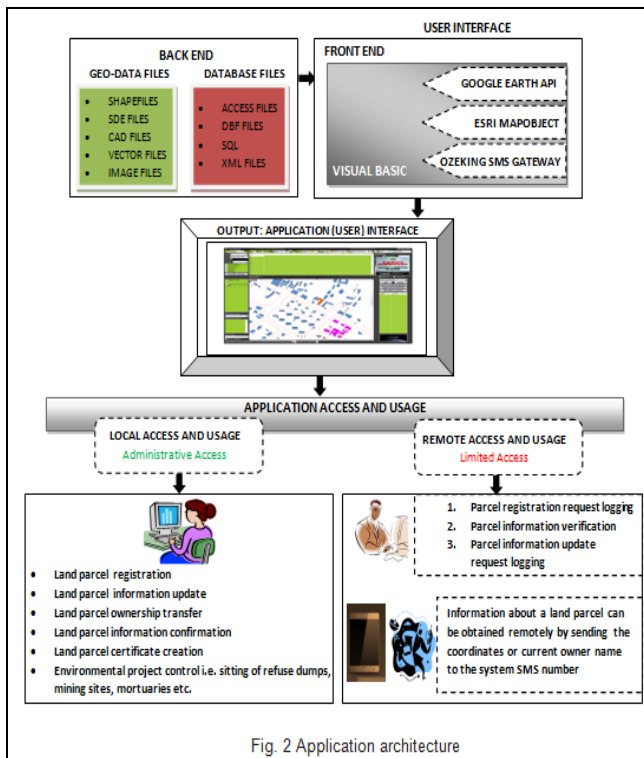 USER INTERFACE
BACK END
GEO-DATA FILES
• SHAPEFILES
• SDE FILES
• CAD FILES
• VECTOR FILES
• IMAGE FILES
DATABASE FILES
• ACCESS FILES
• DBF FILES
• SQL
• XML FILES
FRONT END
GOOGLE EARTH API
ESRI MAPOBJECT
OZEKING SMS GATEWAY
VISUAL BASIC
OUTPUT: APPLICATION (USER) INTERFACE
APPLICATION ACCESS AND USAGE
LOCAL ACCESS AND USAGE
Administrative Access
REMOTE ACCESS AND USAGE
Limited Access
• Land parcel registration
• Land parcel information update
• Land parcel ownership transfer
• Land parcel information confirmation
• Land parcel certificate creation
• Environmental project control i.e. sitting of refuse dumps,
mining sites, mortuaries etc.
1. Parcel registration request logging
2. Parcel information verification
3. Parcel information update
request logging
Information about a land parcel can
be obtained remotely by sending the
coordinates or current owner name
to the system SMS number
Fig. 2 Application architecture